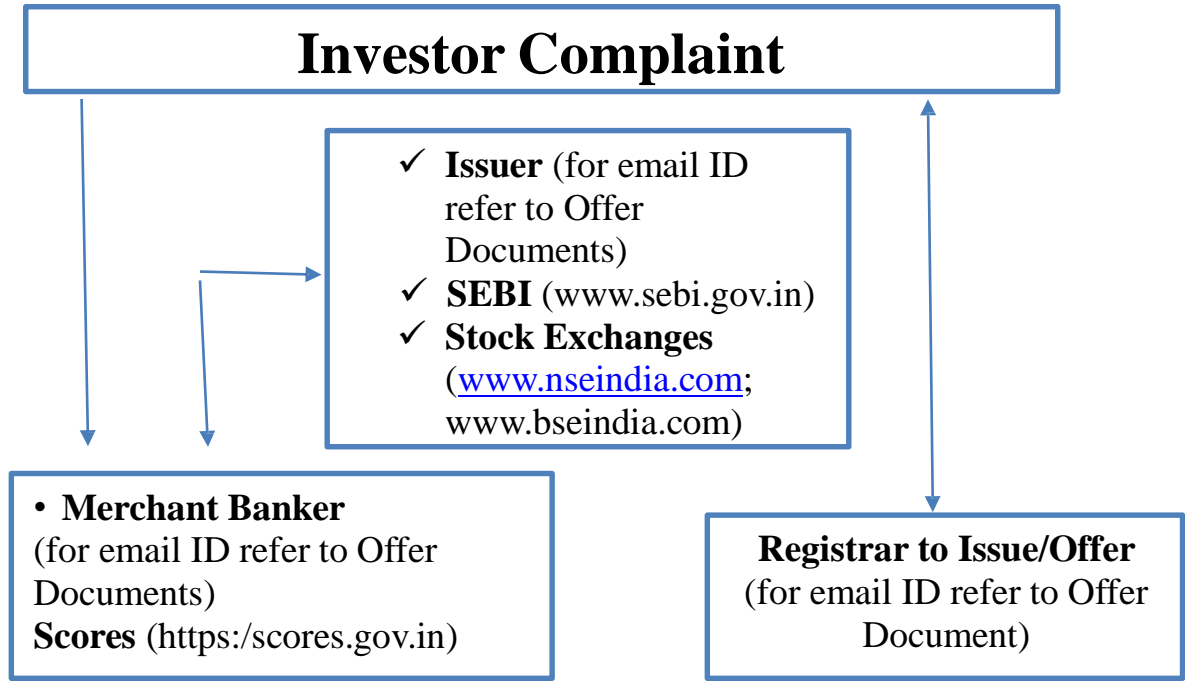 Investor Complaint
✓ Issuer (for email ID
refer to Offer
Documents)
✓ SEBI (www.sebi.gov.in)
✓ Stock Exchanges
(www.nseindia.com;
www.bseindia.com)
• Merchant Banker
(for email ID refer to Offer
Documents)
Scores (https:/scores.gov.in)
Registrar to Issue/Offer
(for email ID refer to Offer
Document)